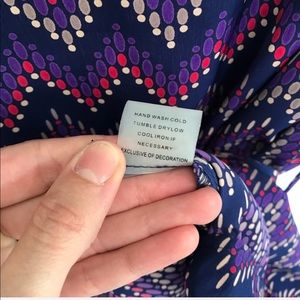 HAND WASH COLD
TUMBLE DRY LOW
COOL IRON IF
NECESSARY
EXCLUSIVE OF DECORATION